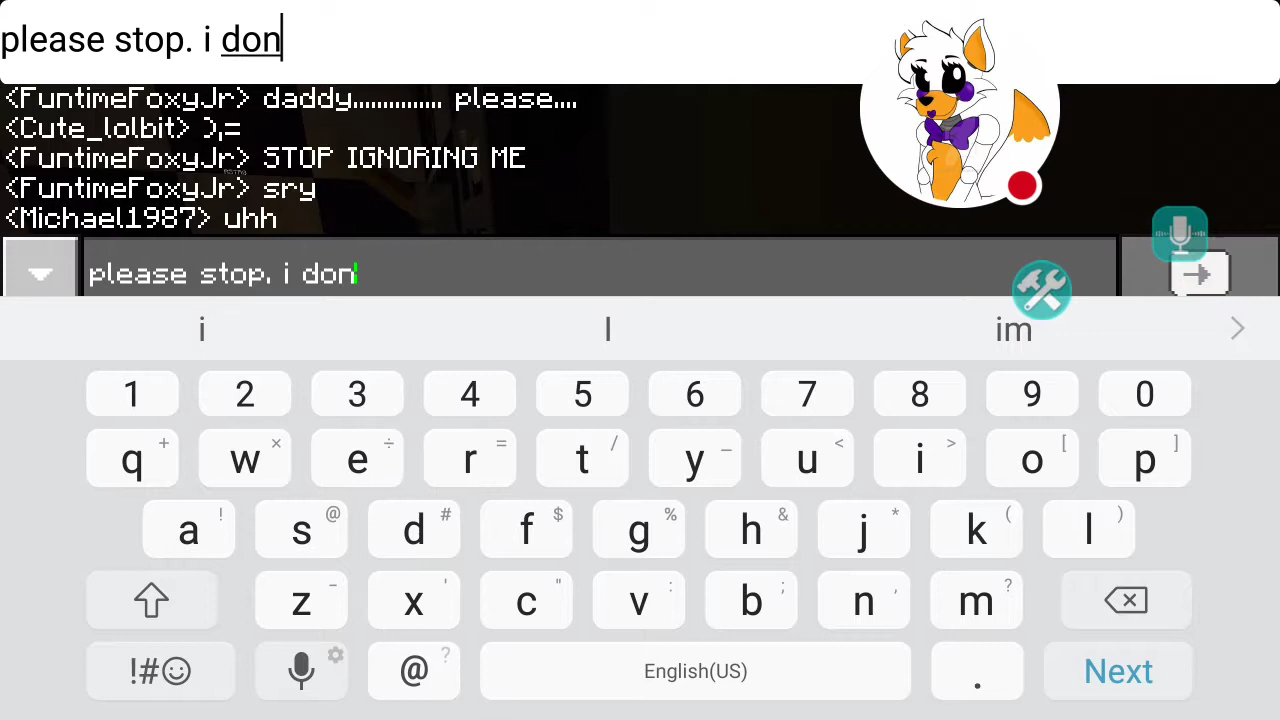 please stop. i don
<FuntimeFoxyJr> daddy.............. please....
<Cute_lolbit> ),=
<FuntimeFoxyJr> STOP IGNORING ME
<FuntimeFoxyJr> sry
<Michael1987> uhh
please stop. i don
i I im
1 2 3 4 5 6 7 8 9 0
q + w × e ÷ r = t / y _ u < i > o [ p ]
a ! s @ d # f $ g % h & j * k ( l )
z - x ' c " v : b ; n , m ?
!#☺ @ ? English(US) . Next